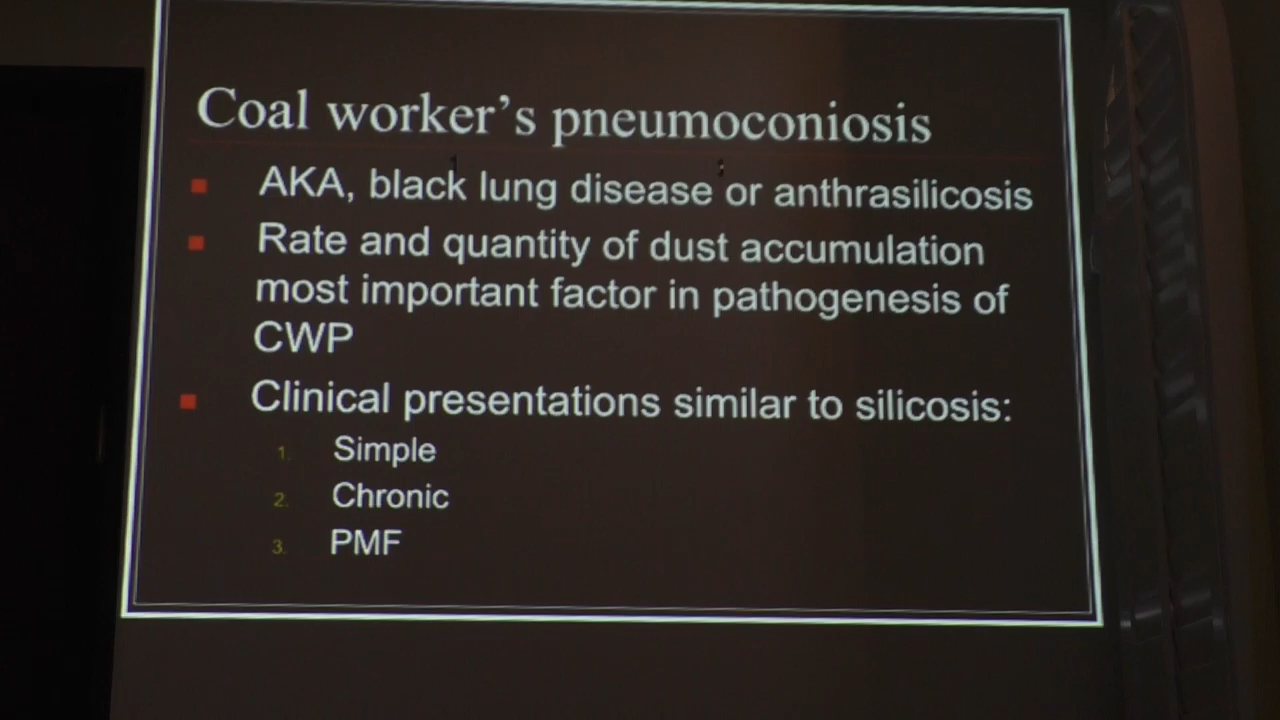 Coal worker's pneumoconiosis
AKA, black lung disease or anthrasilicosis
Rate and quantity of dust accumulation
most important factor in pathogenesis of
CWP
Clinical presentations similar to silicosis:
1. Simple
2. Chronic
3. PMF